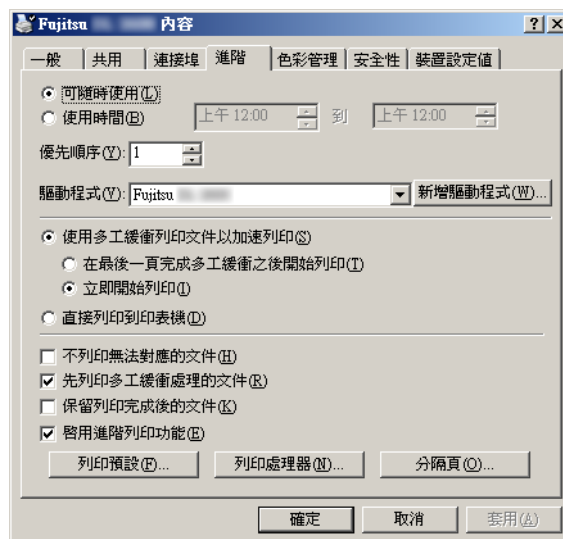 Fujitsu 內容
一般 共用 連接埠 進階 色彩管理 安全性 裝置設定値
可隨時使用(L)
使用時間(B) 上午 12:00 到 上午 12:00
優先順序(Y): 1
驅動程式(V): Fujitsu 新增驅動程式(W)...
使用多工緩衝列印文件以加速列印(S)
在最後一頁完成多工緩衝之後開始列印(T)
立即開始列印(I)
直接列印到印表機(D)
不列印無法對應的文件(H)
先列印多工緩衝處理的文件(R)
保留列印完成後的文件(K)
啓用進階列印功能(E)
列印預設(F)... 列印處理器(N)... 分隔頁(O)...
確定 取消 套用(A)